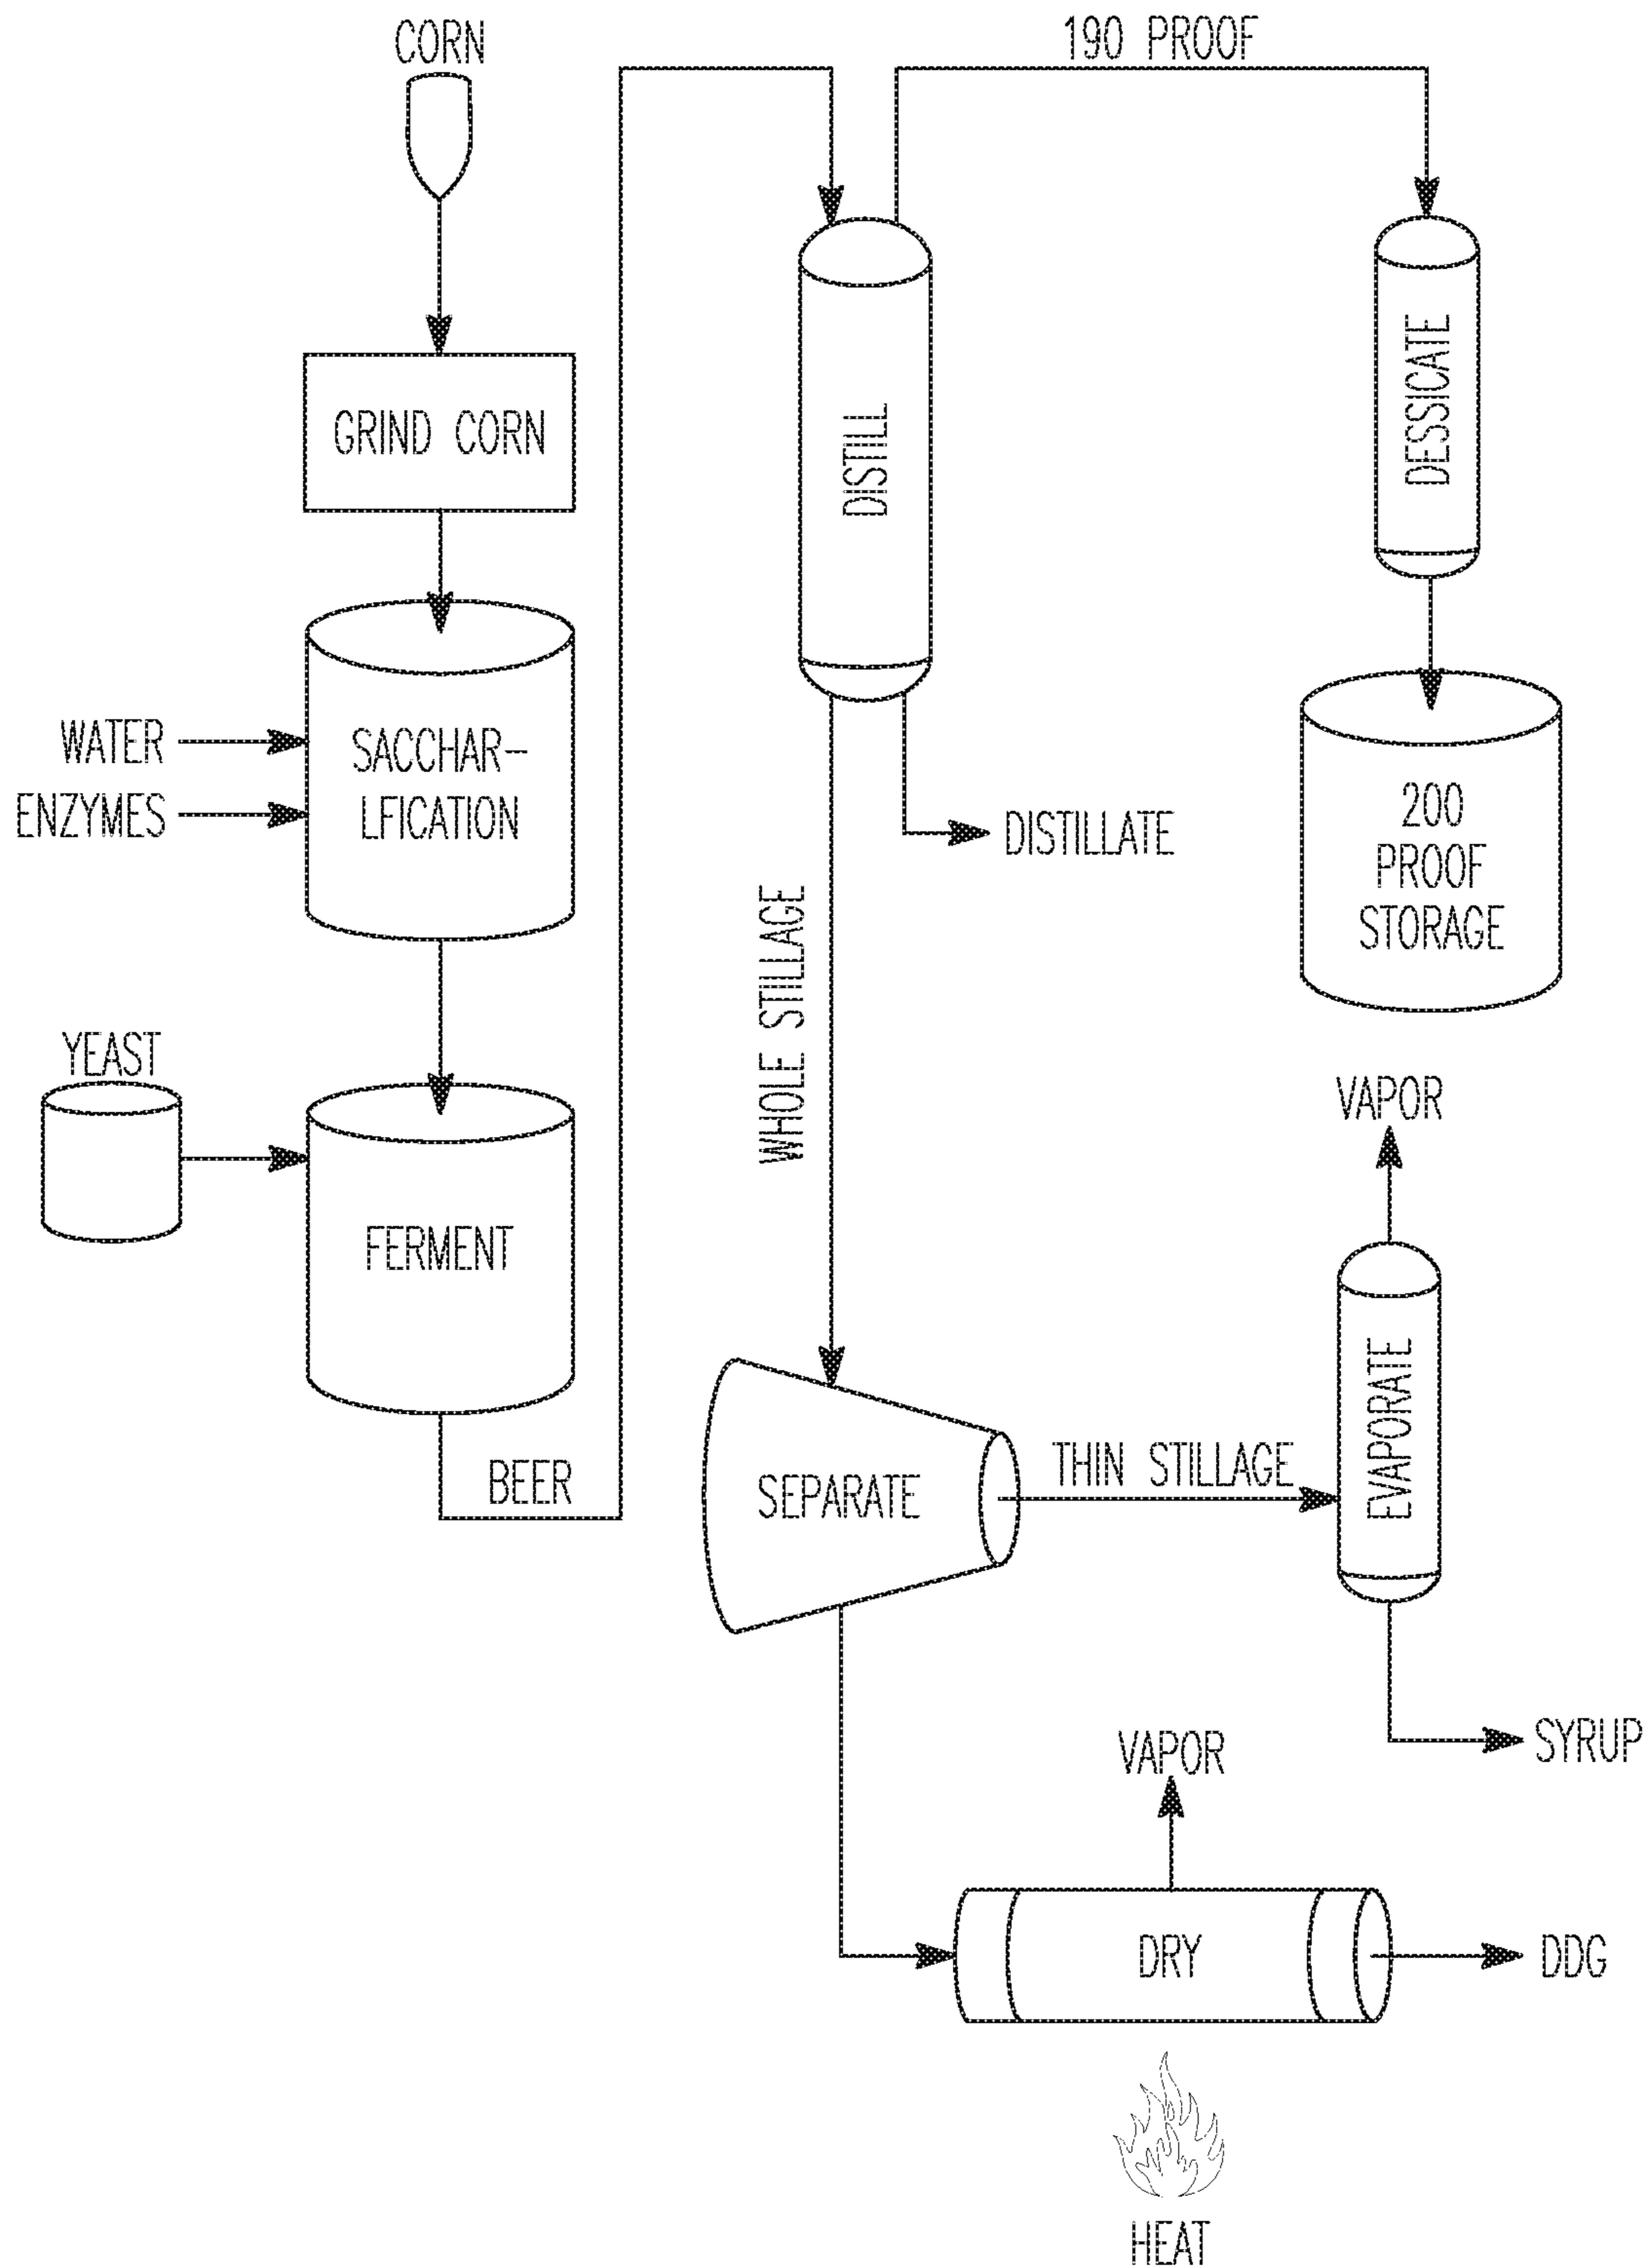 CORN
190 PROOF
GRIND CORN
DISTILL
DESSICATE
WATER
ENZYMES
SACCHAR-
LFICATION
DISTILLATE
200
PROOF
STORAGE
WHOLE STILLAGE
YEAST
FERMENT
BEER
VAPOR
SEPARATE
THIN STILLAGE
EVAPORATE
SYRUP
VAPOR
DRY
DDG
HEAT